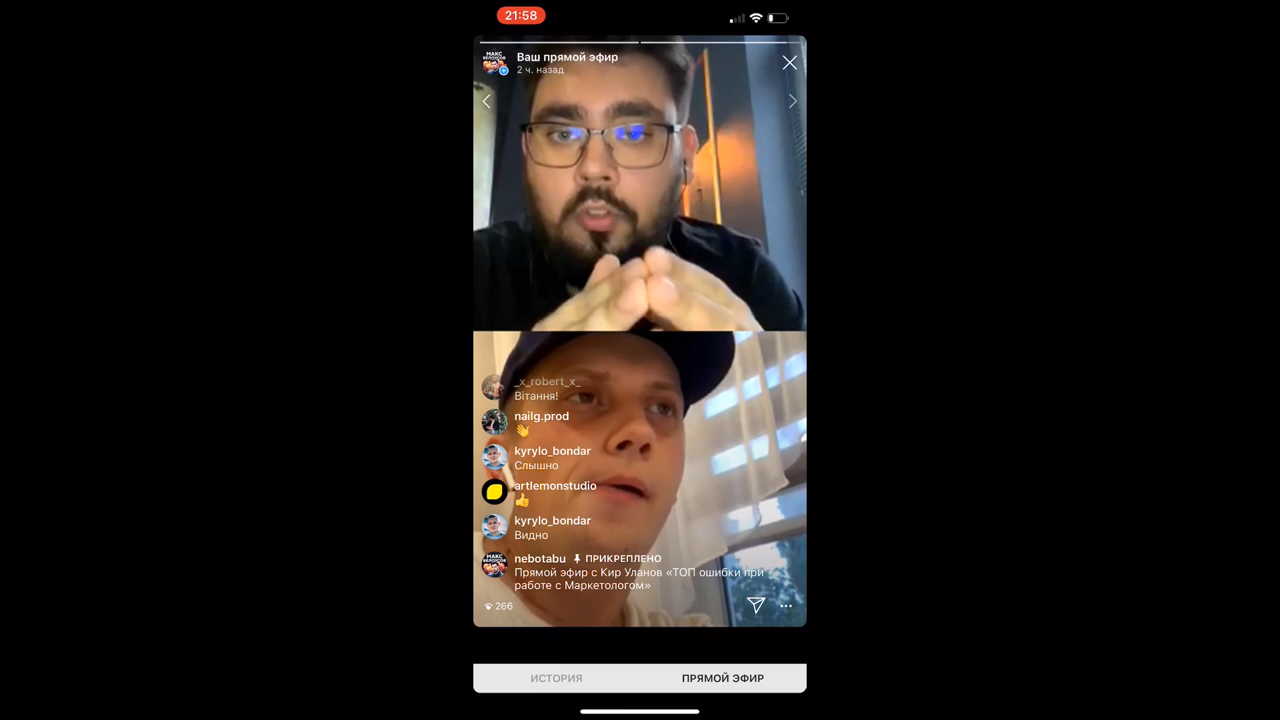 21:58
Ваш прямой эфир
2 ч. назад
_x_robert_x_
Вітання!
nailg.prod
kyrylo_bondar
Слышно
artlemonstudio
kyrylo_bondar
Видно
nebotabu ПРИКРЕПЛЕНО
Прямой эфир с Кир Уланов «ТОП ошибки при
работе с Маркетологом»
266
ИСТОРИЯ
ПРЯМОЙ ЭФИР